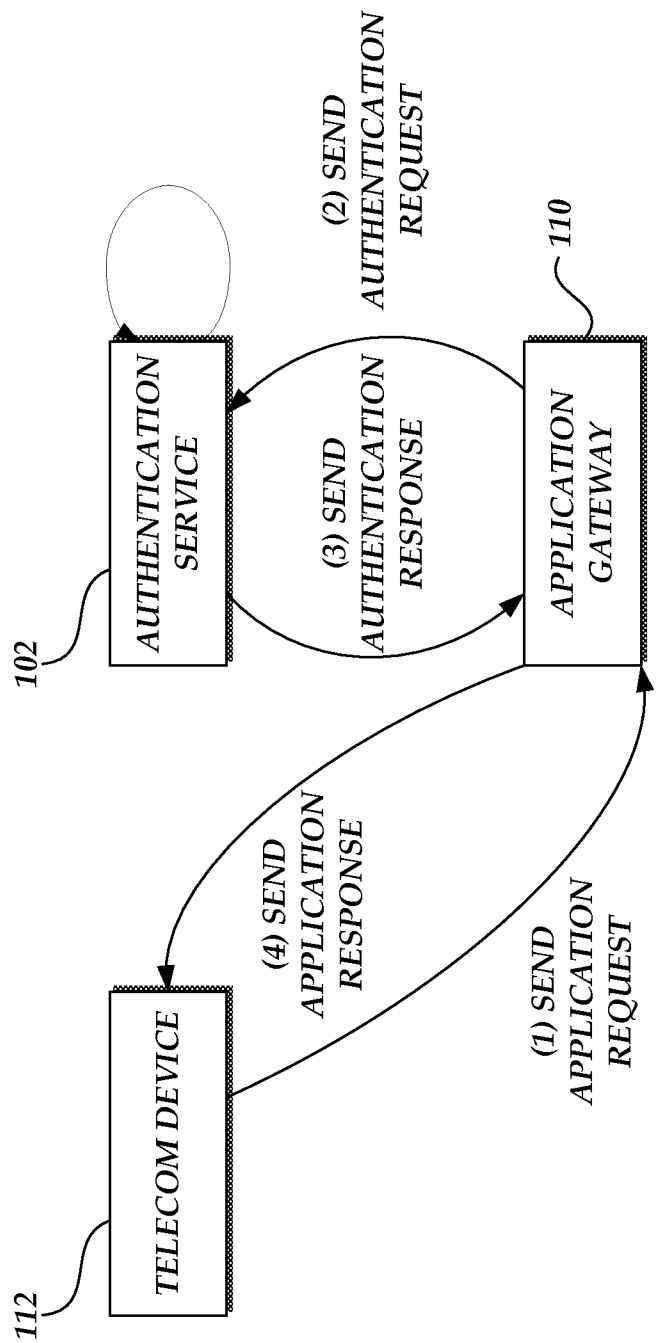 112
TELECOM DEVICE
102
AUTHENTICATION
SERVICE
(4) SEND
APPLICATION
RESPONSE
(3) SEND
AUTHENTICATION
RESPONSE
(2) SEND
AUTHENTICATION
REQUEST
(1) SEND
APPLICATION
REQUEST
APPLICATION
GATEWAY
110